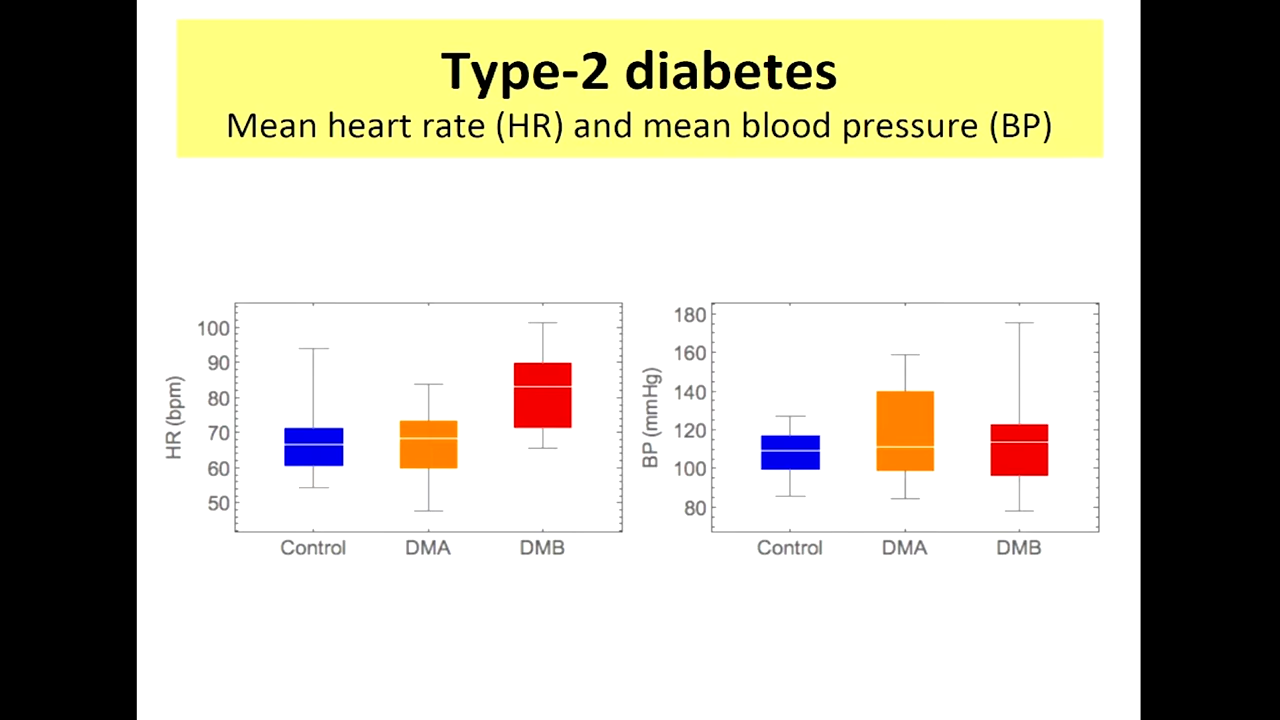 Type-2 diabetes
Mean heart rate (HR) and mean blood pressure (BP)
HR (bpm)
100
90
80
70
60
50
Control DMA DMB
BP (mmHg)
180
160
140
120
100
80
Control DMA DMB